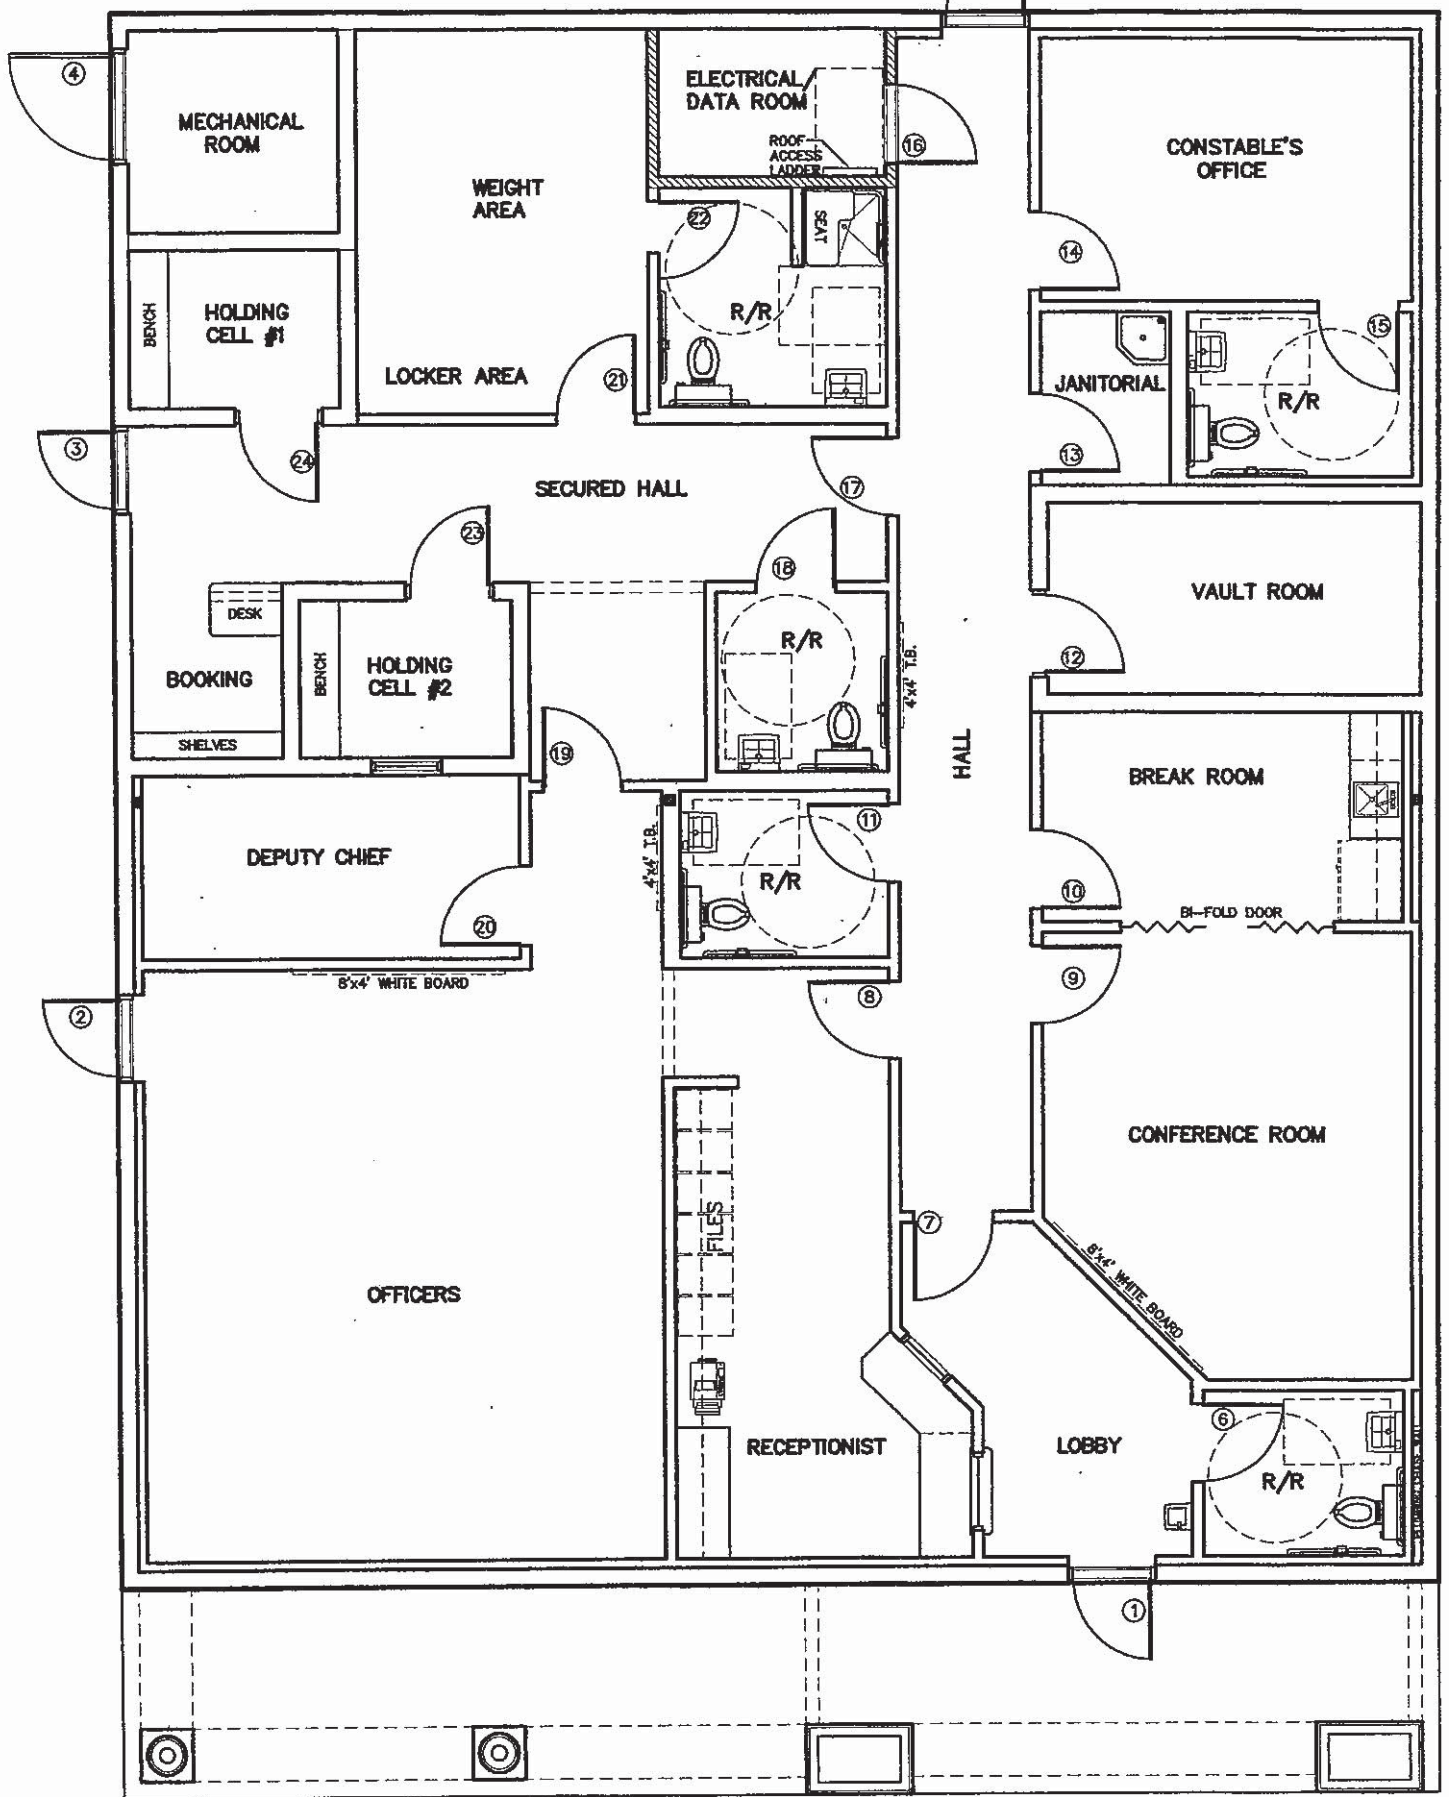 4
MECHANICAL
ROOM
WEIGHT
AREA
ELECTRICAL
DATA ROOM
ROOF
ACCESS
LADDER
16
CONSTABLE'S
OFFICE
22
SEAT
14
BENCH
HOLDING
CELL #1
R/R
LOCKER AREA
21
15
JANITORIAL
R/R
3
24
13
SECURED HALL
17
23
18
VAULT ROOM
DESK
R/R
12
BOOKING
BENCH
HOLDING
CELL #2
4'x4' T.B.
SHELVES
19
HALL
BREAK ROOM
11
DEPUTY CHIEF
4'x4' T.B.
R/R
10
20
BI-FOLD DOOR
8'x4' WHITE BOARD
8
9
2
CONFERENCE ROOM
FILES
7
8'x4' WHITE BOARD
OFFICERS
6
RECEPTIONIST
LOBBY
R/R
1